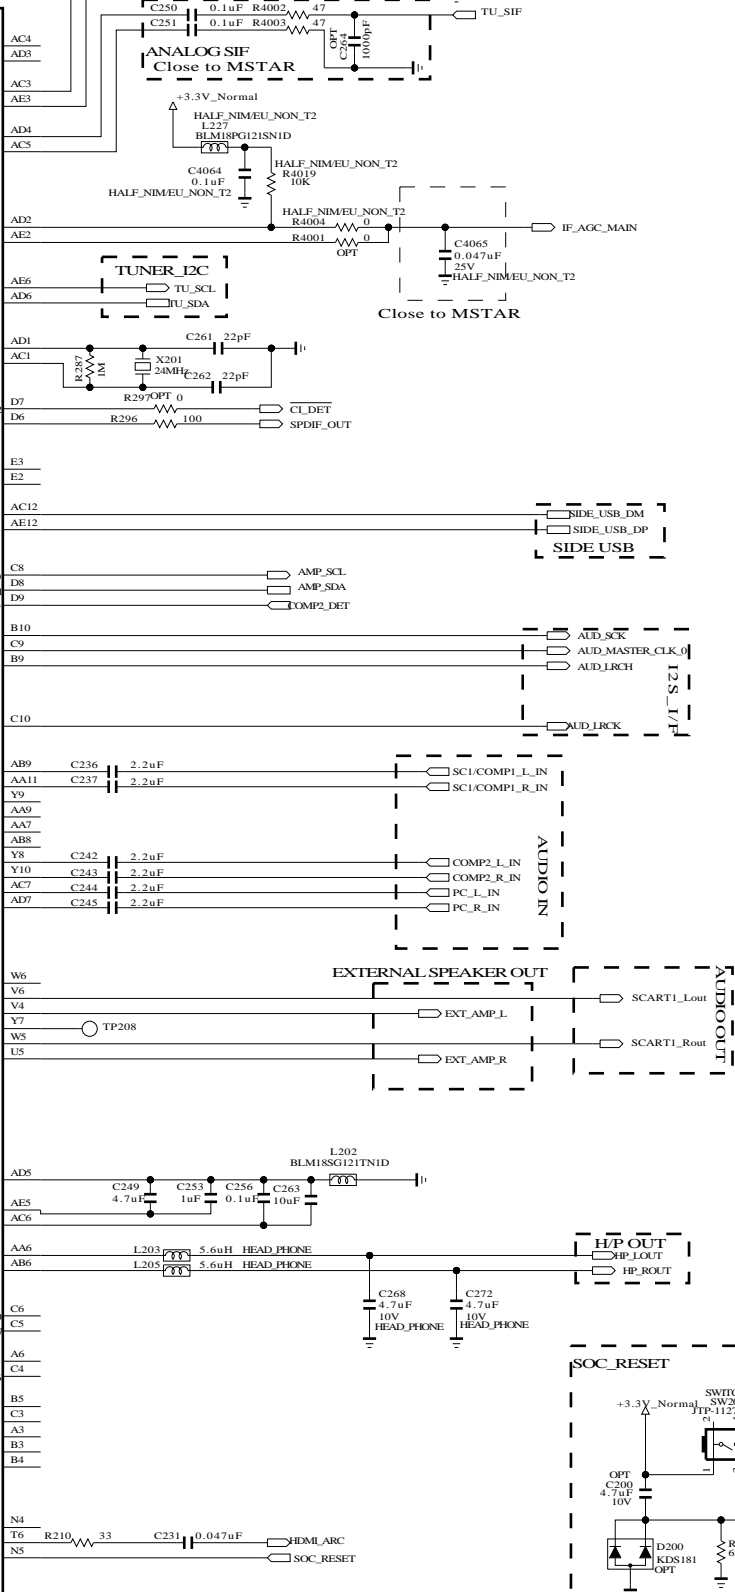 C250 0.1uF R4002 47 TU_SIF
C251 0.1uF R4003 47
OPT
C264
1000pF
AC4
AD3
ANALOG SIF
Close to MSTAR
AC3
AE3
+3.3V_Normal
HALF_NIM/EU_NON_T2
L227
BLM18PG121SN1D
AD4
AC5
C4064
0.1uF
HALF_NIM/EU_NON_T2
HALF_NIM/EU_NON_T2
R4019
10K
HALF_NIM/EU_NON_T2
AD2 R4004 0 IF_AGC_MAIN
AE2 R4001 0
OPT
C4065
0.047uF
25V
HALF_NIM/EU_NON_T2
Close to MSTAR
TUNER_I2C
AE6 TU_SCL
AD6 TU_SDA
AD1 C261 22pF
AC1
R287
1M
X201
24MHz
C262 22pF
D7 R297 OPT 0 CI_DET
D6 R296 100 SPDIF_OUT
E3
E2
AC12 SIDE_USB_DM
AE12 SIDE_USB_DP
SIDE USB
C8 AMP_SCL
D8 AMP_SDA
D9 COMP2_DET
B10 AUD_SCK
C9 AUD_MASTER_CLK_0
B9 AUD_LRCH
I2S_I/F
C10 AUD_LRCK
AB9 C236 2.2uF SC1/COMP1_L_IN
AA11 C237 2.2uF SC1/COMP1_R_IN
Y9
AA9
AA7
AB8
Y8 C242 2.2uF COMP2_L_IN
Y10 C243 2.2uF COMP2_R_IN
AC7 C244 2.2uF PC_L_IN
AD7 C245 2.2uF PC_R_IN
AUDIO IN
EXTERNAL SPEAKER OUT
AUDIO OUT
W6
V6 SCART1_Lout
V4 EXT_AMP_L
Y7 TP208
W5 SCART1_Rout
U5 EXT_AMP_R
L202
BLM18SG121TN1D
AD5
C249 C253 C256 C263
4.7uF 1uF 0.1uF 10uF
AE5
AC6
H/P OUT
AA6 L203 5.6uH HEAD_PHONE HP_LOUT
AB6 L205 5.6uH HEAD_PHONE HP_ROUT
C268
4.7uF
10V
HEAD_PHONE
C272
4.7uF
10V
HEAD_PHONE
C6
C5
A6
C4
SOC_RESET
B5
C3
A3
B3
B4
+3.3V_Normal
2
1
OPT
C200
4.7uF
10V
D200
KDS181
OPT
N4
T6 R210 33 C231 0.047uF HDMI_ARC
N5 SOC_RESET